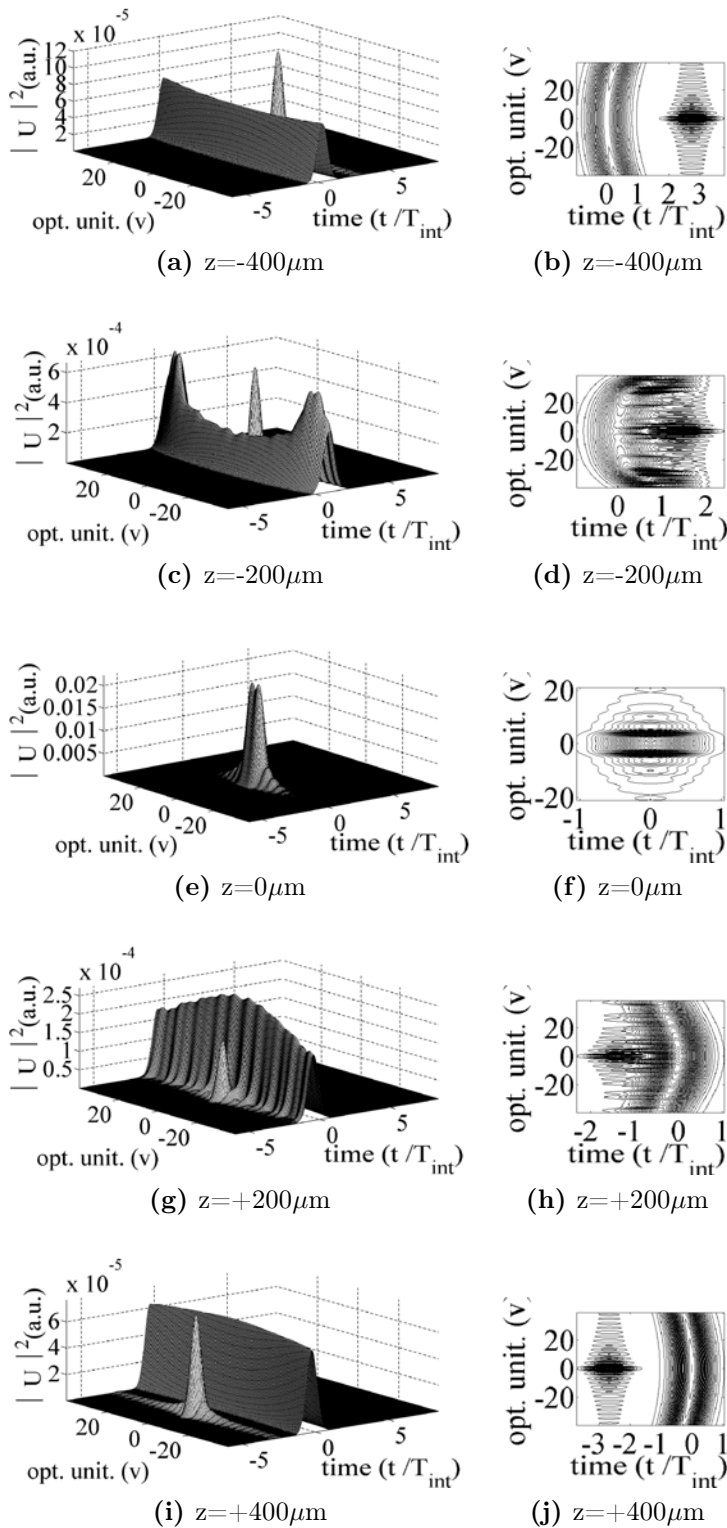 x 10⁻⁵
12
10
8
6
4
2
| U |² (a.u.)
20
0
-20
opt. unit. (v)
-5
0
5
time (t /T_int)
(a) z=-400μm
opt. unit. (v)
20
0
-20
0 1 2 3
time (t /T_int)
(b) z=-400μm
x 10⁻⁴
6
4
2
| U |² (a.u.)
20
0
-20
opt. unit. (v)
-5
0
5
time (t /T_int)
(c) z=-200μm
opt. unit. (v)
20
0
-20
0 1 2
time (t /T_int)
(d) z=-200μm
0.02
0.015
0.01
0.005
| U |² (a.u.)
20
0
-20
opt. unit. (v)
-5
0
5
time (t /T_int)
(e) z=0μm
opt. unit. (v)
20
0
-20
-1 0 1
time (t /T_int)
(f) z=0μm
x 10⁻⁴
2.5
2
1.5
1
0.5
| U |² (a.u.)
20
0
-20
opt. unit. (v)
-5
0
5
time (t /T_int)
(g) z=+200μm
opt. unit. (v)
20
0
-20
-2 -1 0 1
time (t /T_int)
(h) z=+200μm
x 10⁻⁵
6
4
2
| U |² (a.u.)
20
0
-20
opt. unit. (v)
-5
0
5
time (t /T_int)
(i) z=+400μm
opt. unit. (v)
20
0
-20
-3 -2 -1 0 1
time (t /T_int)
(j) z=+400μm